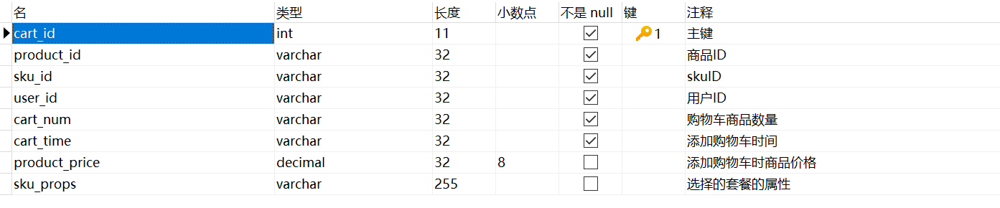 名 类型 长度 小数点 不是 null 键 注释
cart_id int 11 1 主键
product_id varchar 32 商品ID
sku_id varchar 32 skuID
user_id varchar 32 用户ID
cart_num varchar 32 购物车商品数量
cart_time varchar 32 添加购物车时间
product_price decimal 32 8 添加购物车时商品价格
sku_props varchar 255 选择的套餐的属性